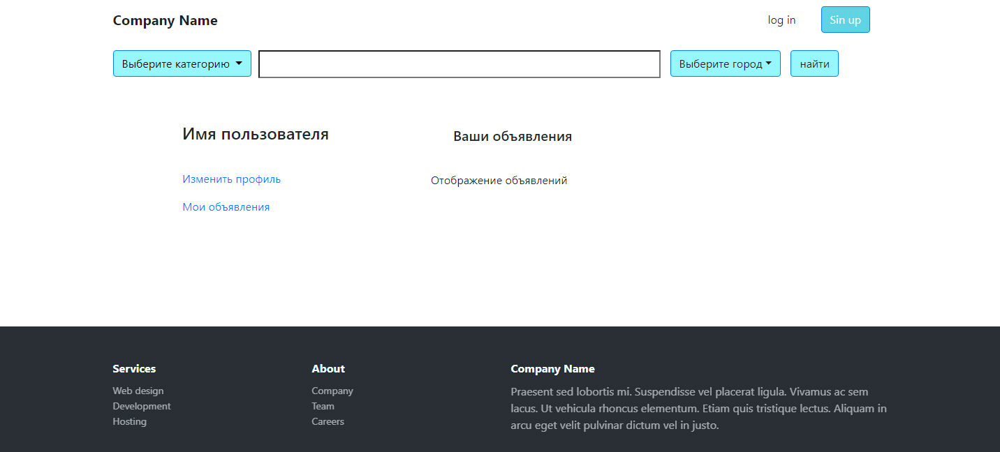 Company Name
log in
Sin up
Выберите категорию
Выберите город
найти
Имя пользователя
Ваши объявления
Изменить профиль
Отображение объявлений
Мои объявления
Services
Web design
Development
Hosting
About
Company
Team
Careers
Company Name
Praesent sed lobortis mi. Suspendisse vel placerat ligula. Vivamus ac sem
lacus. Ut vehicula rhoncus elementum. Etiam quis tristique lectus. Aliquam in
arcu eget velit pulvinar dictum vel in justo.